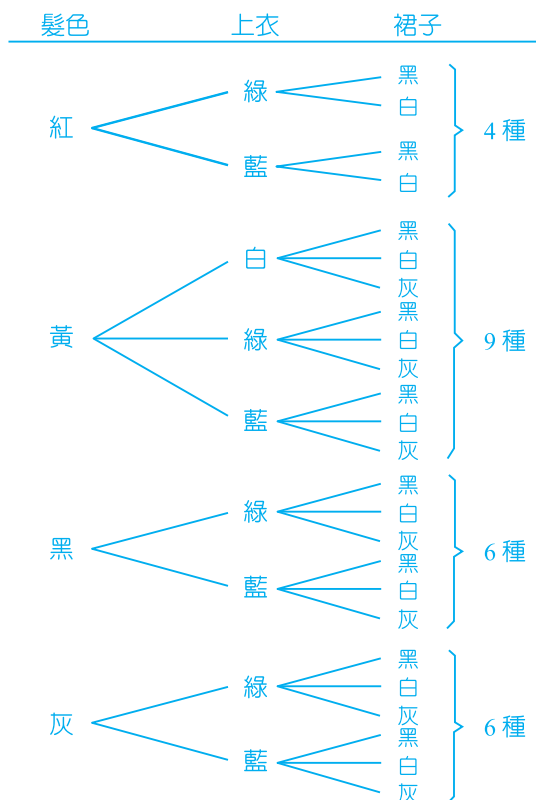 髮色 上衣 裙子
紅
綠
黑
白
藍
黑
白
4 種
黃
白
黑
白
灰
綠
黑
白
灰
藍
黑
白
灰
9 種
黑
綠
黑
白
灰
藍
黑
白
灰
6 種
灰
綠
黑
白
灰
藍
黑
白
灰
6 種